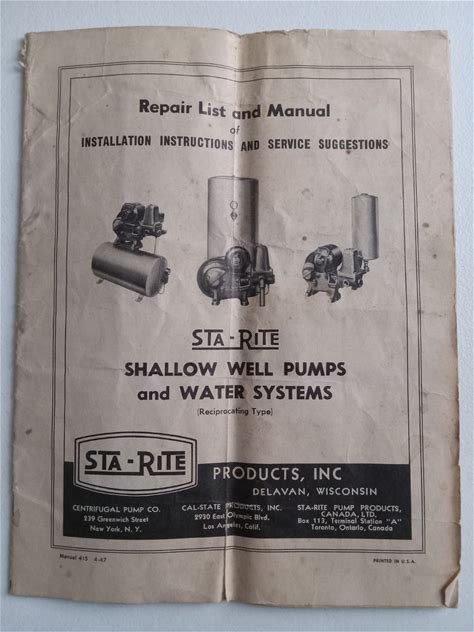 Repair List and Manual
of
INSTALLATION INSTRUCTIONS AND SERVICE SUGGESTIONS
STA-RITE
SHALLOW WELL PUMPS
and WATER SYSTEMS
(Reciprocating Type)
STA-RITE
PRODUCTS, INC
DELAVAN, WISCONSIN
CENTRIFUGAL PUMP CO.
239 Greenwich Street
New York, N. Y.
CAL-STATE PRODUCTS, INC.
2930 East Olympic Blvd.
Los Angeles, Calif.
STA-RITE PUMP PRODUCTS,
CANADA, LTD.
Box 113, Terminal Station "A"
Toronto, Ontario, Canada
Manual 415 4-47
PRINTED IN U.S.A.